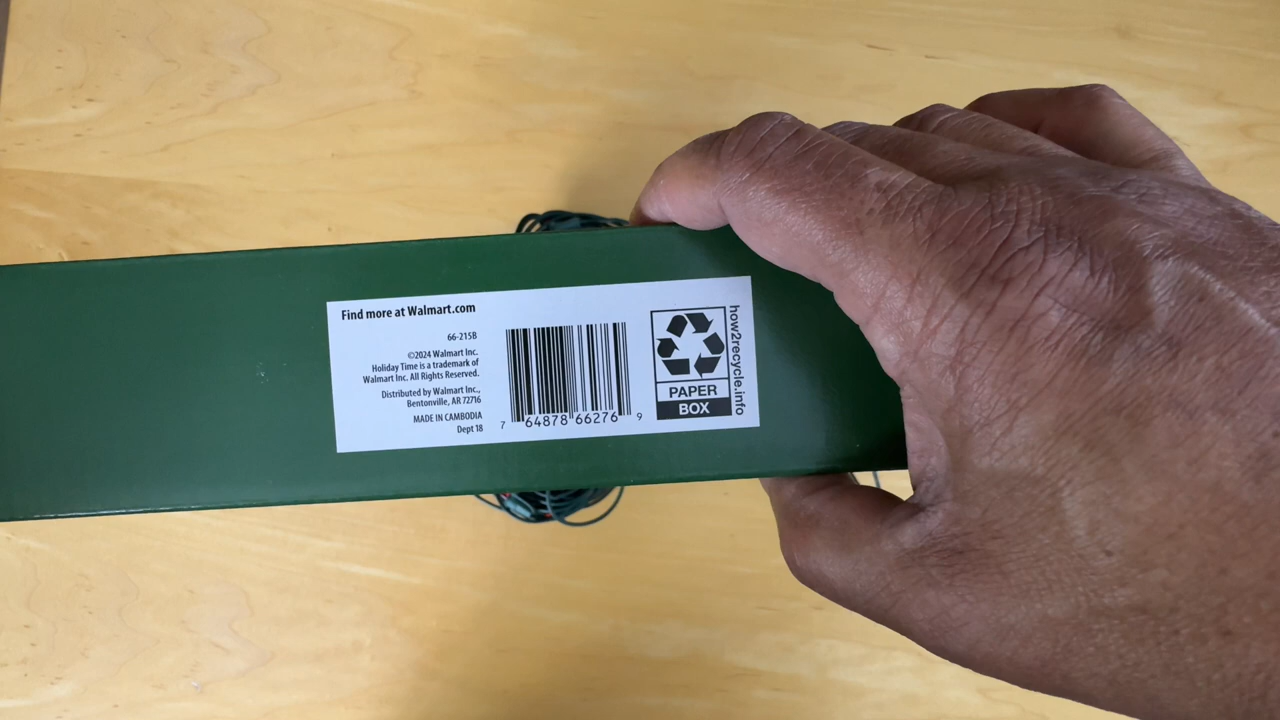 Find more at Walmart.com
66-215B
©2024 Walmart Inc.
Holiday Time is a trademark of
Walmart Inc. All Rights Reserved.
Distributed by Walmart Inc.,
Bentonville, AR 72716
MADE IN CAMBODIA
Dept 18
7 64878 66276 9
PAPER
BOX
how2recycle.info